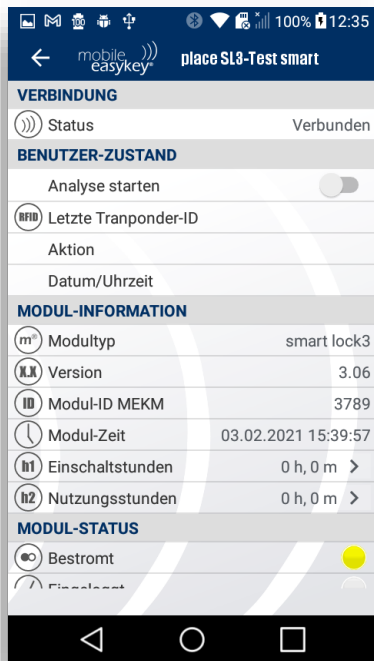 100% 12:35
mobile )))
easykey® place SL3-Test smart
VERBINDUNG
Status Verbunden
BENUTZER-ZUSTAND
Analyse starten
RFID Letzte Tranponder-ID
Aktion
Datum/Uhrzeit
MODUL-INFORMATION
m® Modultyp smart lock3
X.X Version 3.06
ID Modul-ID MEKM 3789
Modul-Zeit 03.02.2021 15:39:57
h1 Einschaltstunden 0 h, 0 m >
h2 Nutzungsstunden 0 h, 0 m >
MODUL-STATUS
Bestromt